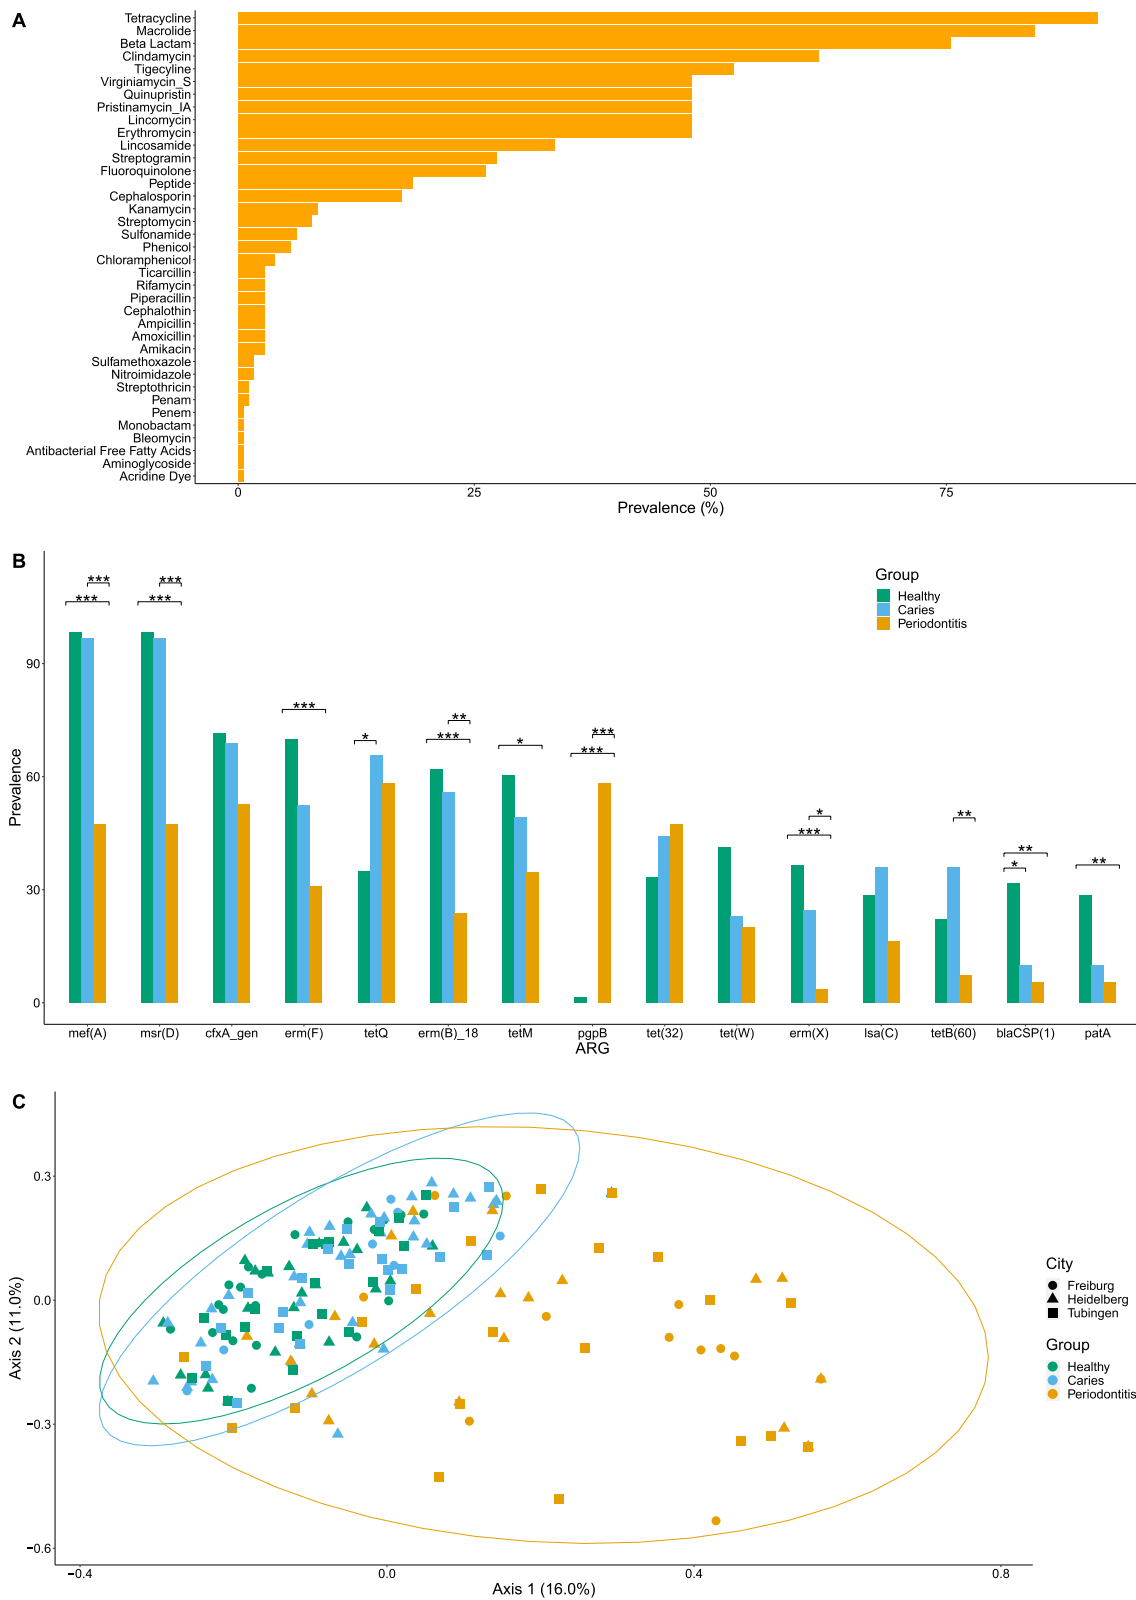 A
Tetracycline
Macrolide
Beta Lactam
Clindamycin
Tigecyline
Virginiamycin_S
Quinupristin
Pristinamycin_IA
Lincomycin
Erythromycin
Lincosamide
Streptogramin
Fluoroquinolone
Peptide
Cephalosporin
Kanamycin
Streptomycin
Sulfonamide
Phenicol
Chloramphenicol
Ticarcillin
Rifamycin
Piperacillin
Cephalothin
Ampicillin
Amoxicillin
Amikacin
Sulfamethoxazole
Nitroimidazole
Streptothricin
Penam
Penem
Monobactam
Bleomycin
Antibacterial Free Fatty Acids
Aminoglycoside
Acridine Dye
0 25 50 75
Prevalence (%)
B
Group
Healthy
Caries
Periodontitis
*** ***
*** ***
***
* ** *** * *** ***
* *** ** ** * ** **
Prevalence
90
60
30
0
mef(A) msr(D) cfxA_gen erm(F) tetQ erm(B)_18 tetM pgpB tet(32) tet(W) erm(X) lsa(C) tetB(60) blaCSP(1) patA
ARG
C
Axis 2 (11.0%)
0.3
0.0
−0.3
−0.6
−0.4 0.0 0.4 0.8
Axis 1 (16.0%)
City
Freiburg
Heidelberg
Tubingen
Group
Healthy
Caries
Periodontitis